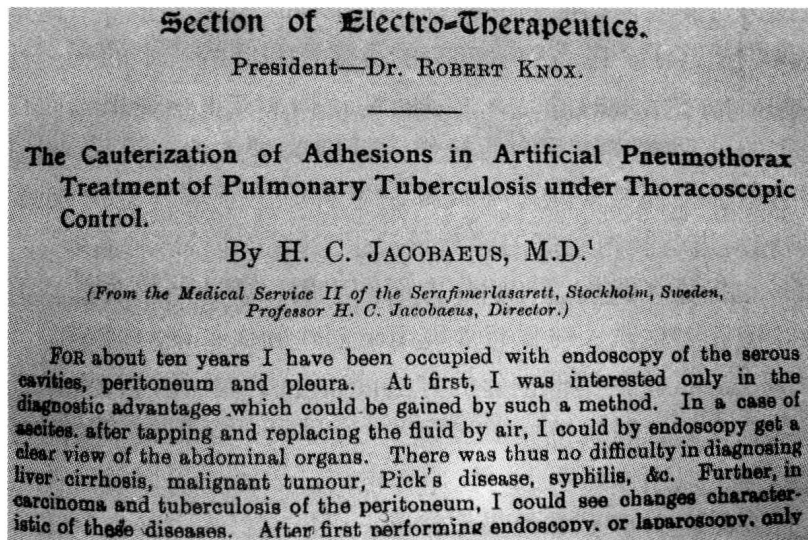 Section of Electro-Therapeutics.
President—Dr. ROBERT KNOX.
The Cauterization of Adhesions in Artificial Pneumothorax
Treatment of Pulmonary Tuberculosis under Thoracoscopic
Control.
By H. C. JACOBAEUS, M.D.¹
(From the Medical Service II of the Serafimerlasarett, Stockholm, Sweden,
Professor H. C. Jacobaeus, Director.)
FOR about ten years I have been occupied with endoscopy of the serous
cavities, peritoneum and pleura. At first, I was interested only in the
diagnostic advantages which could be gained by such a method. In a case of
ascites, after tapping and replacing the fluid by air, I could by endoscopy get a
clear view of the abdominal organs. There was thus no difficulty in diagnosing
liver cirrhosis, malignant tumour, Pick's disease, syphilis, &c. Further, in
carcinoma and tuberculosis of the peritoneum, I could see changes character-
istic of these diseases. After first performing endoscopy, or laparoscopy, only